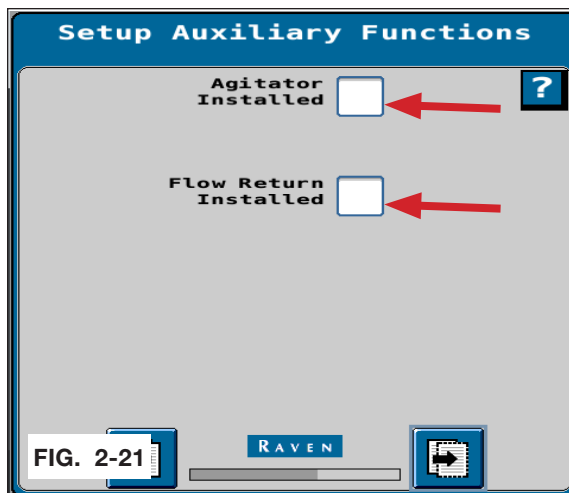 Setup Auxiliary Functions
Agitator
Installed
?
Flow Return
Installed
FIG. 2-21
RAVEN